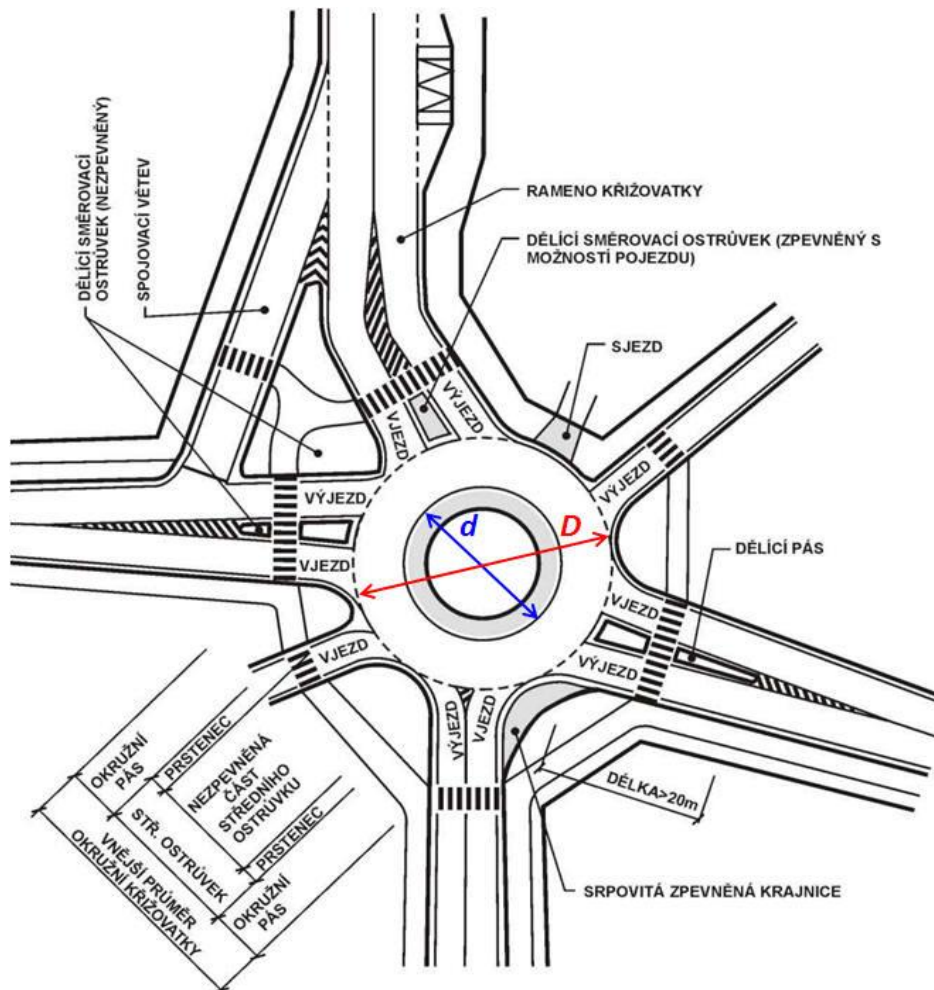 DĚLÍCÍ SMĚROVACÍ
OSTRŮVEK (NEZPEVNĚNÝ)
SPOJOVACÍ VĚTEV
RAMENO KŘIŽOVATKY
DĚLÍCÍ SMĚROVACÍ OSTRŮVEK (ZPEVNĚNÝ S
MOŽNOSTÍ POJEZDU)
SJEZD
VJEZD
VÝJEZD
VÝJEZD
VÝJEZD
VJEZD
d
D
DĚLÍCÍ PÁS
VJEZD
VÝJEZD
VJEZD
VÝJEZD
VJEZD
DÉLKA>20m
SRPOVITÁ ZPEVNĚNÁ KRAJNICE
OKRUŽNÍ
PÁS
PRSTENEC
NEZPEVNĚNÁ
ČÁST
STŘEDNÍHO
OSTRŮVKU
PRSTENEC
STŘ. OSTRŮVEK
OKRUŽNÍ
PÁS
VNĚJŠÍ PRŮMĚR
OKRUŽNÍ KŘIŽOVATKY